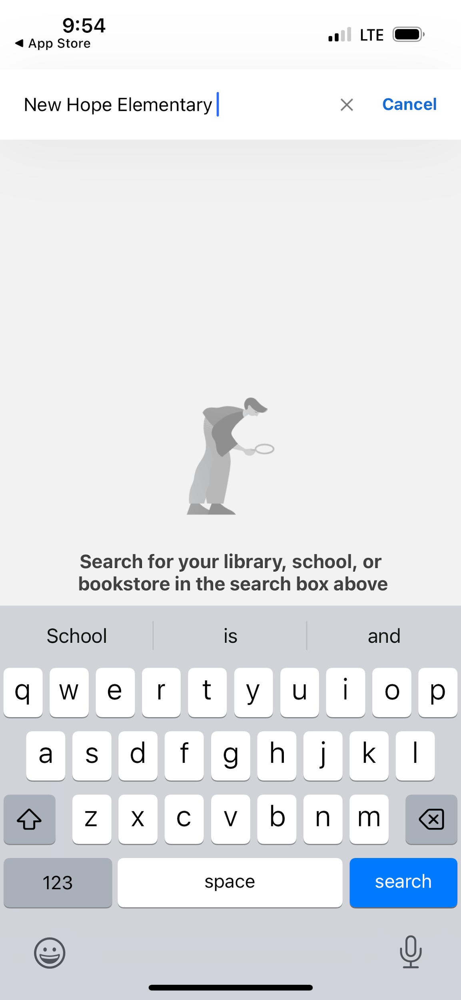 9:54
App Store
LTE
New Hope Elementary
Cancel
Search for your library, school, or
bookstore in the search box above
School is and
q w e r t y u i o p
a s d f g h j k l
z x c v b n m
123 space search